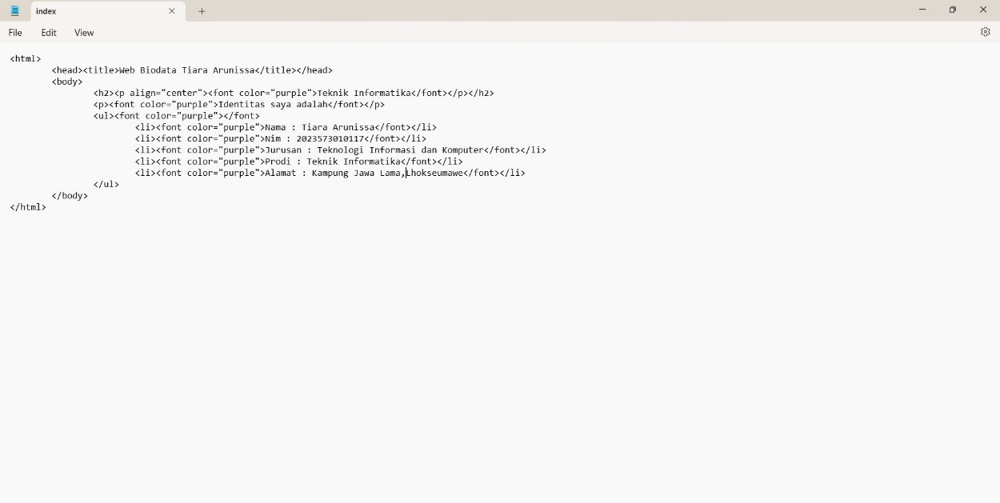 index
File Edit View
<html>
<head><title>Web Biodata Tiara Arunissa</title></head>
<body>
<h2><p align="center"><font color="purple">Teknik Informatika</font></p></h2>
<p><font color="purple">Identitas saya adalah</font></p>
<ul><font color="purple"></font>
<li><font color="purple">Nama : Tiara Arunissa</font></li>
<li><font color="purple">Nim : 2023573010117</font></li>
<li><font color="purple">Jurusan : Teknologi Informasi dan Komputer</font></li>
<li><font color="purple">Prodi : Teknik Informatika</font></li>
<li><font color="purple">Alamat : Kampung Jawa Lama,Lhokseumawe</font></li>
</ul>
</body>
</html>